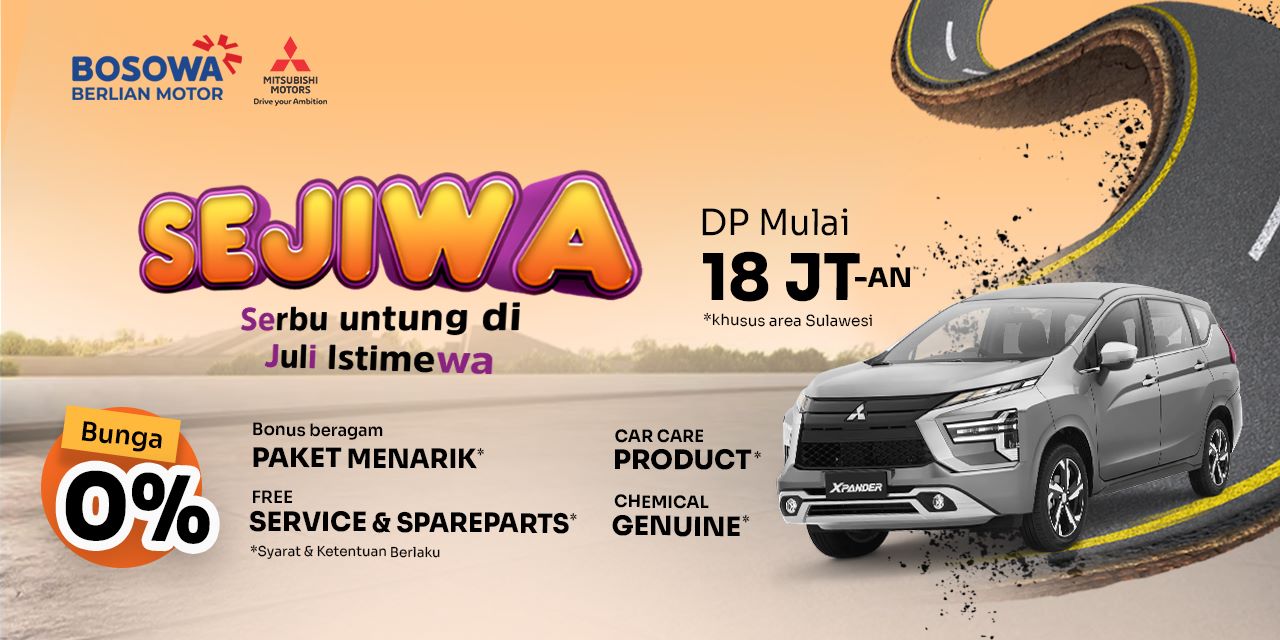 BOSOWA
BERLIAN MOTOR
MITSUBISHI
MOTORS
Drive your Ambition
SEJIWA
Serbu untung di
Juli Istimewa
DP Mulai
18 JT-AN
*khusus area Sulawesi
Bunga
0%
Bonus beragam
PAKET MENARIK*
FREE
SERVICE & SPAREPARTS*
*Syarat & Ketentuan Berlaku
CAR CARE
PRODUCT*
CHEMICAL
GENUINE*
XPANDER